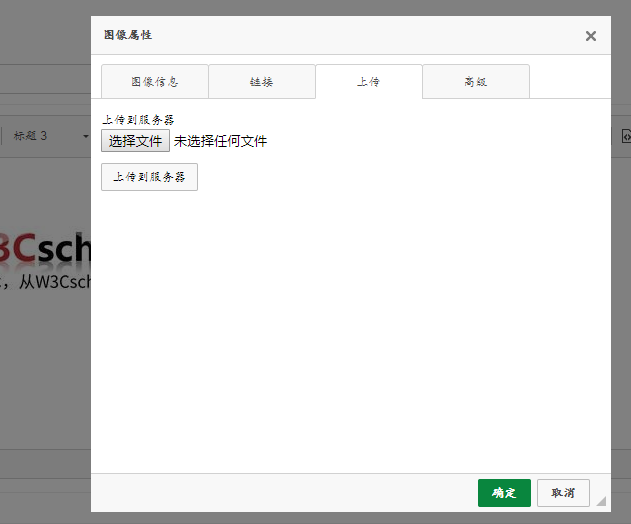 图像属性
图像信息 链接 上传 高级
上传到服务器
标题 3
选择文件 未选择任何文件
上传到服务器
3Csch
，从W3Csch
确定 取消